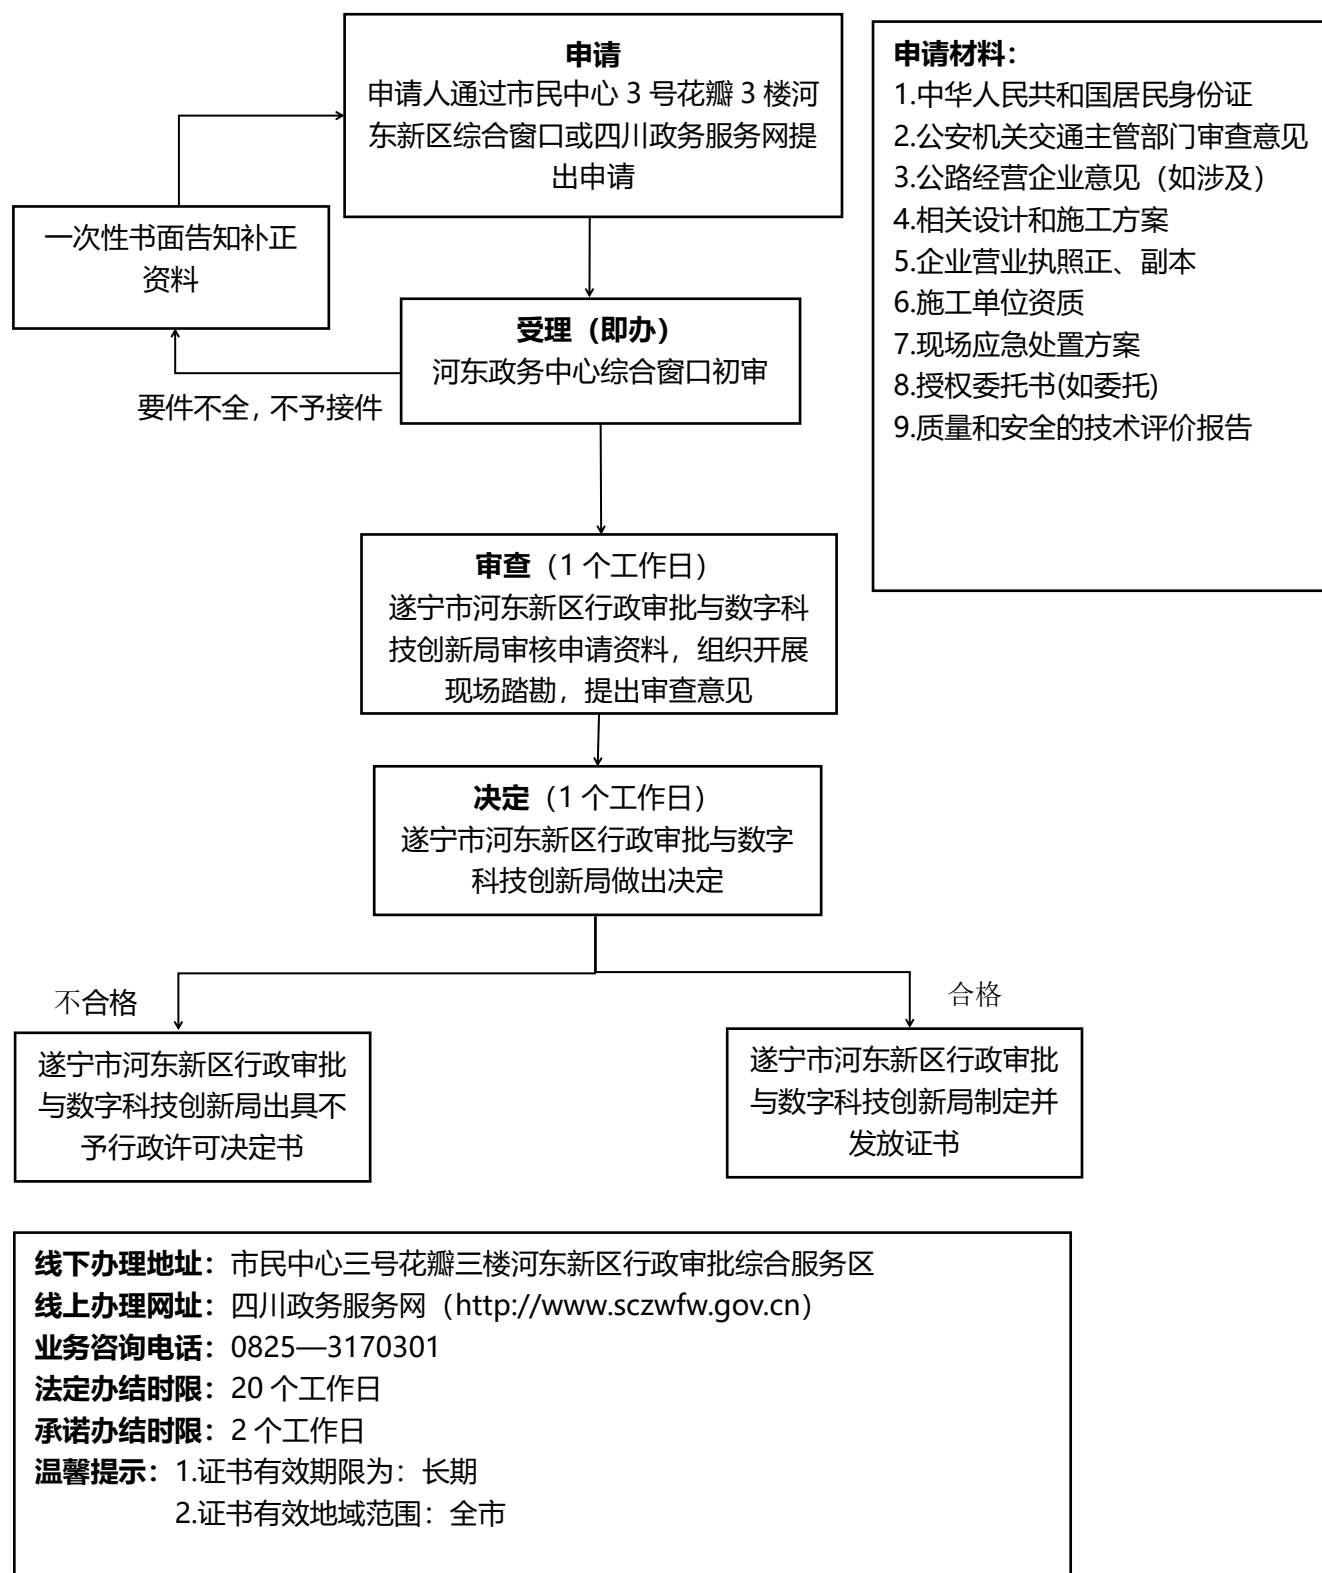 申请
申请人通过市民中心 3 号花瓣 3 楼河
东新区综合窗口或四川政务服务网提
出申请
申请材料：
1.中华人民共和国居民身份证
2.公安机关交通主管部门审查意见
3.公路经营企业意见（如涉及）
4.相关设计和施工方案
5.企业营业执照正、副本
6.施工单位资质
7.现场应急处置方案
8.授权委托书(如委托)
9.质量和安全的技术评价报告
一次性书面告知补正
资料
受理（即办）
河东政务中心综合窗口初审
要件不全，不予接件
审查（1 个工作日）
遂宁市河东新区行政审批与数字科
技创新局审核申请资料，组织开展
现场踏勘，提出审查意见
决定（1 个工作日）
遂宁市河东新区行政审批与数字
科技创新局做出决定
不合格
合格
遂宁市河东新区行政审批
与数字科技创新局出具不
予行政许可决定书
遂宁市河东新区行政审批
与数字科技创新局制定并
发放证书
线下办理地址：市民中心三号花瓣三楼河东新区行政审批综合服务区
线上办理网址：四川政务服务网（http://www.sczwfw.gov.cn）
业务咨询电话：0825—3170301
法定办结时限：20 个工作日
承诺办结时限：2 个工作日
温馨提示：1.证书有效期限为：长期
2.证书有效地域范围：全市